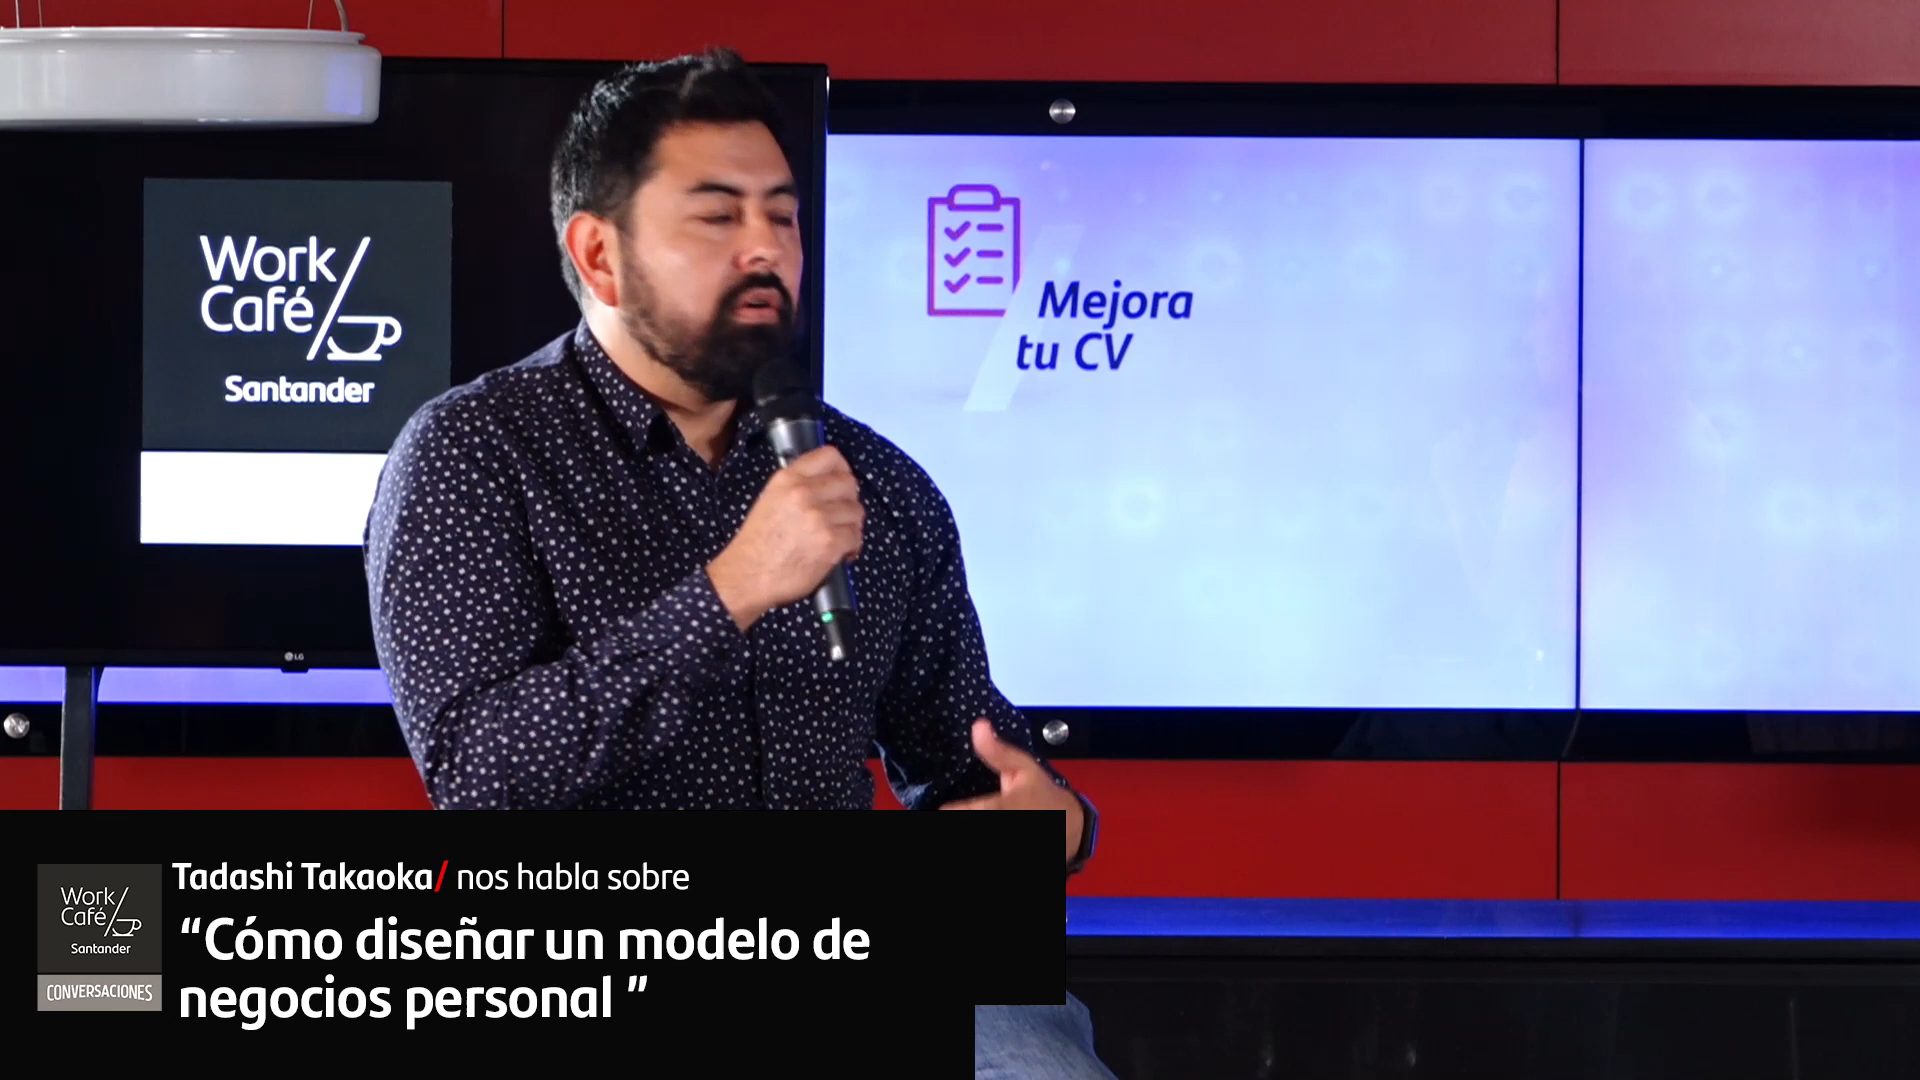 Work
Café
Santander
LG
Mejora
tu CV
Work
Café
Santander
CONVERSACIONES
Tadashi Takaoka/ nos habla sobre
“Cómo diseñar un modelo de
negocios personal ”